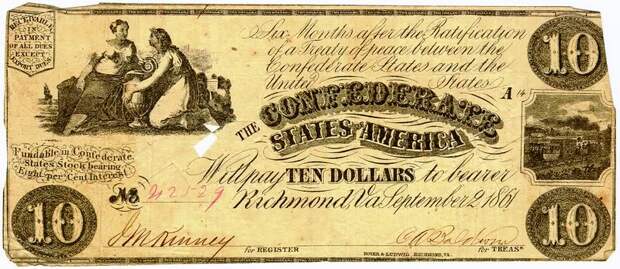 RECEIVABLE
IN
PAYMENT
OF ALL DUES
EXCEPT
EXPORT DUES
10
Six Months after the Ratification
of a Treaty of peace between the
Confederate States and the
United States
A 14
THE CONFEDERATE
STATES OF AMERICA
Fundable in Confederate
States Stock bearing
Eight per Cent Interest
Will pay TEN DOLLARS to bearer
No
Richmond, Va September 2, 1861
10
for REGISTER
HOYER & LUDWIG, RICHMOND, VA.
for TREASR
10